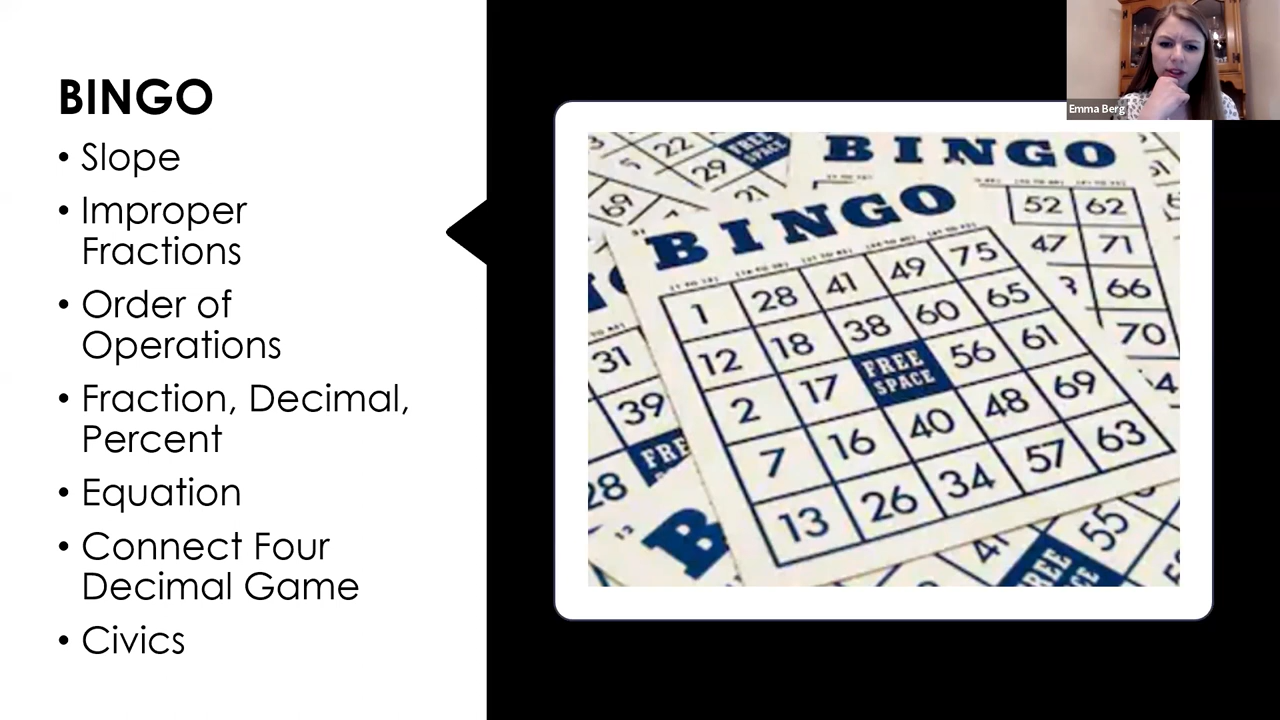 BINGO
• Slope
• Improper
Fractions
• Order of
Operations
• Fraction, Decimal,
Percent
• Equation
• Connect Four
Decimal Game
• Civics
Emma Berg
22
FREE
SPACE
29
21
69
BINGO
52 62
47 71
66
70
BINGO
1 28 41 49 75
12 18 38 60 65
2 17 FREE SPACE 56 61
7 16 40 48 69
13 26 34 57 63
31
39
28
B
55